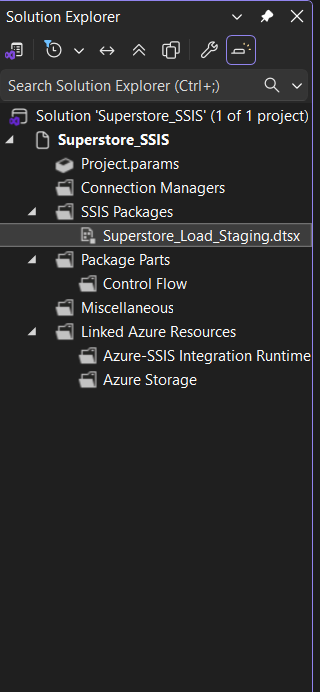 Solution Explorer
Search Solution Explorer (Ctrl+;)
Solution 'Superstore_SSIS' (1 of 1 project)
Superstore_SSIS
Project.params
Connection Managers
SSIS Packages
Superstore_Load_Staging.dtsx
Package Parts
Control Flow
Miscellaneous
Linked Azure Resources
Azure-SSIS Integration Runtime
Azure Storage